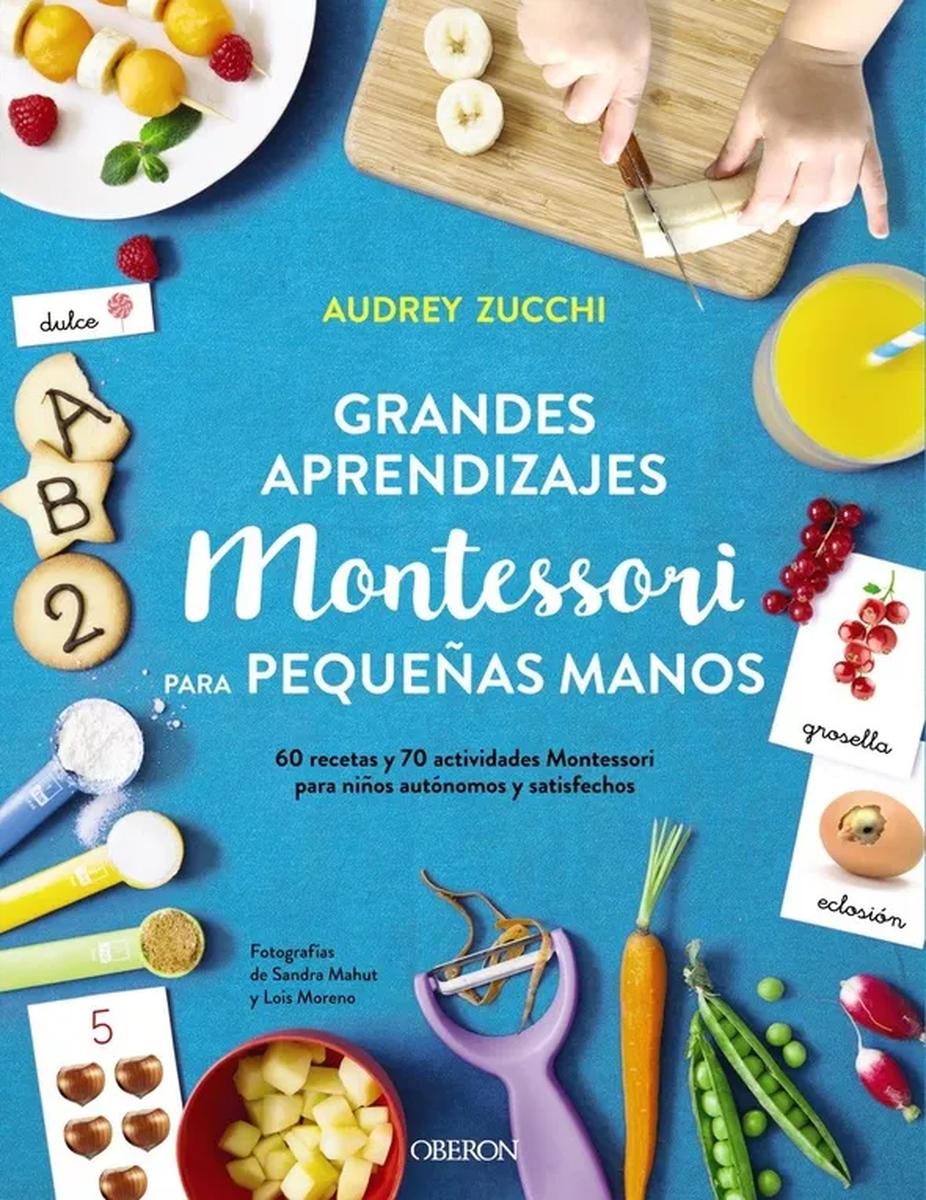 AUDREY ZUCCHI
dulce
GRANDES
APRENDIZAJES
Montessori
PARA PEQUEÑAS MANOS
A
B
2
grosella
60 recetas y 70 actividades Montessori
para niños autónomos y satisfechos
eclosión
Fotografías
de Sandra Mahut
y Lois Moreno
5
OBERON